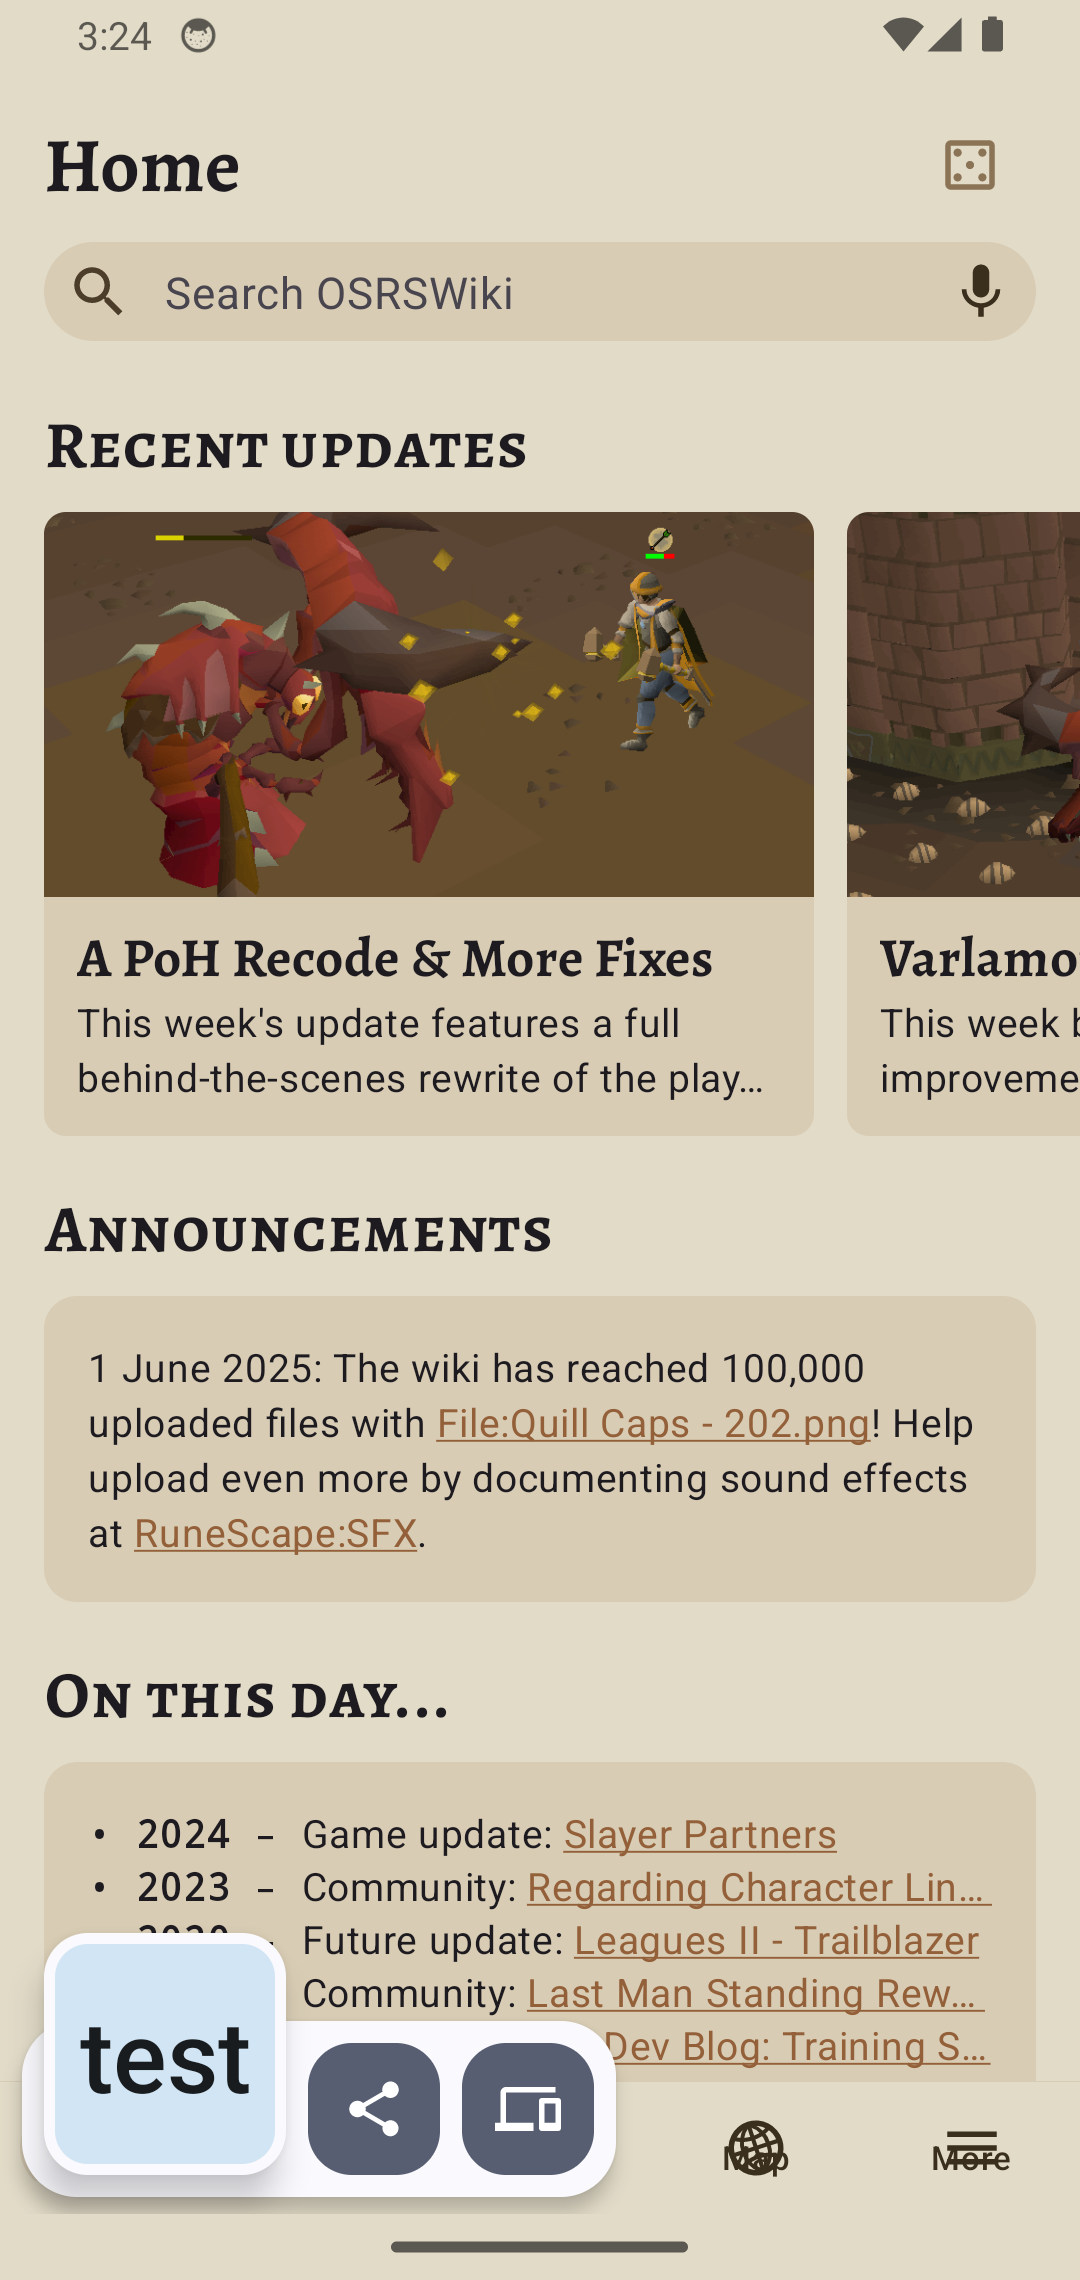 3:24
Home
Search OSRSWiki
Recent updates
A PoH Recode & More Fixes
This week's update features a full
behind-the-scenes rewrite of the play…
Varlamo
This week b
improveme
Announcements
1 June 2025: The wiki has reached 100,000
uploaded files with File:Quill Caps - 202.png! Help
upload even more by documenting sound effects
at RuneScape:SFX.
On this day...
• 2024 – Game update: Slayer Partners
• 2023 – Community: Regarding Character Lin…
Future update: Leagues II - Trailblazer
Community: Last Man Standing Rew…
Dev Blog: Training S…
test
Map
More